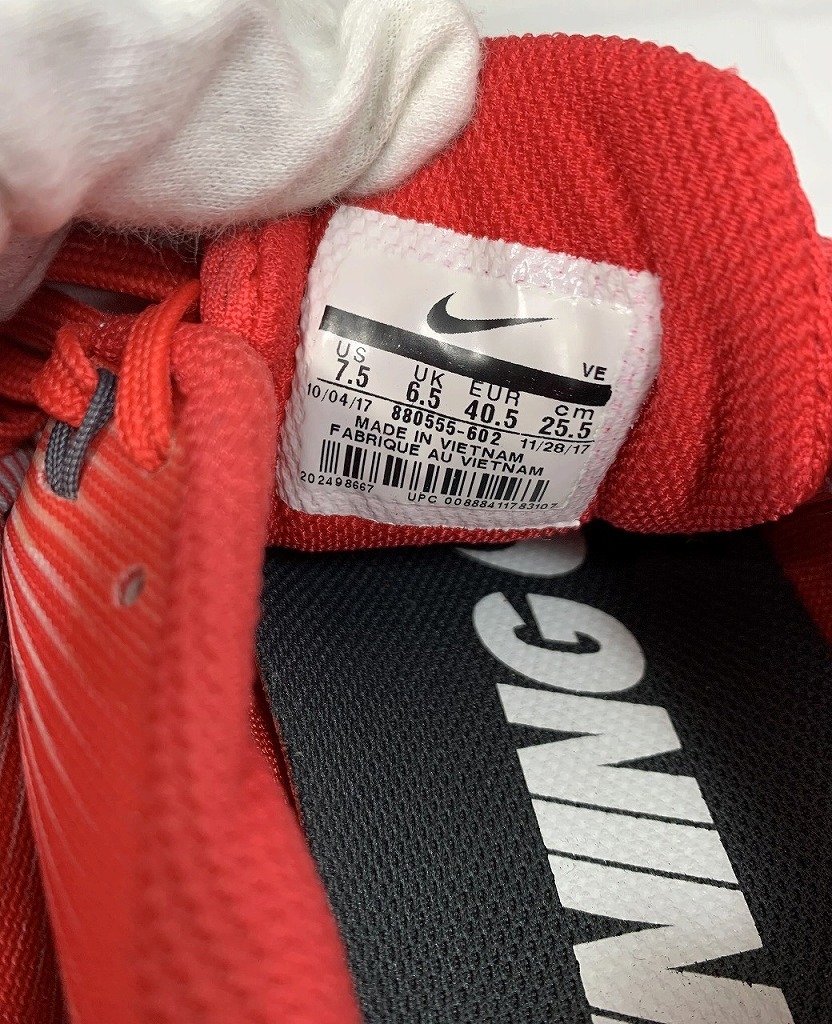 VE
US UK EUR cm
7.5 6.5 40.5 25.5
10/04/17 880555-602 11/28/17
MADE IN VIETNAM
FABRIQUE AU VIETNAM
202498667 UPC 00888411783107
NING